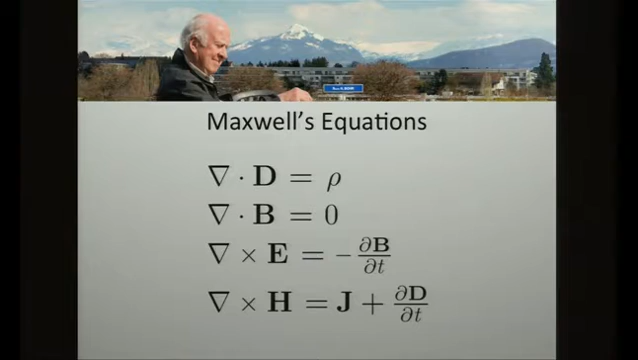 Maxwell's Equations
∇ · D = ρ
∇ · B = 0
∇ × E = −∂B/∂t
∇ × H = J + ∂D/∂t